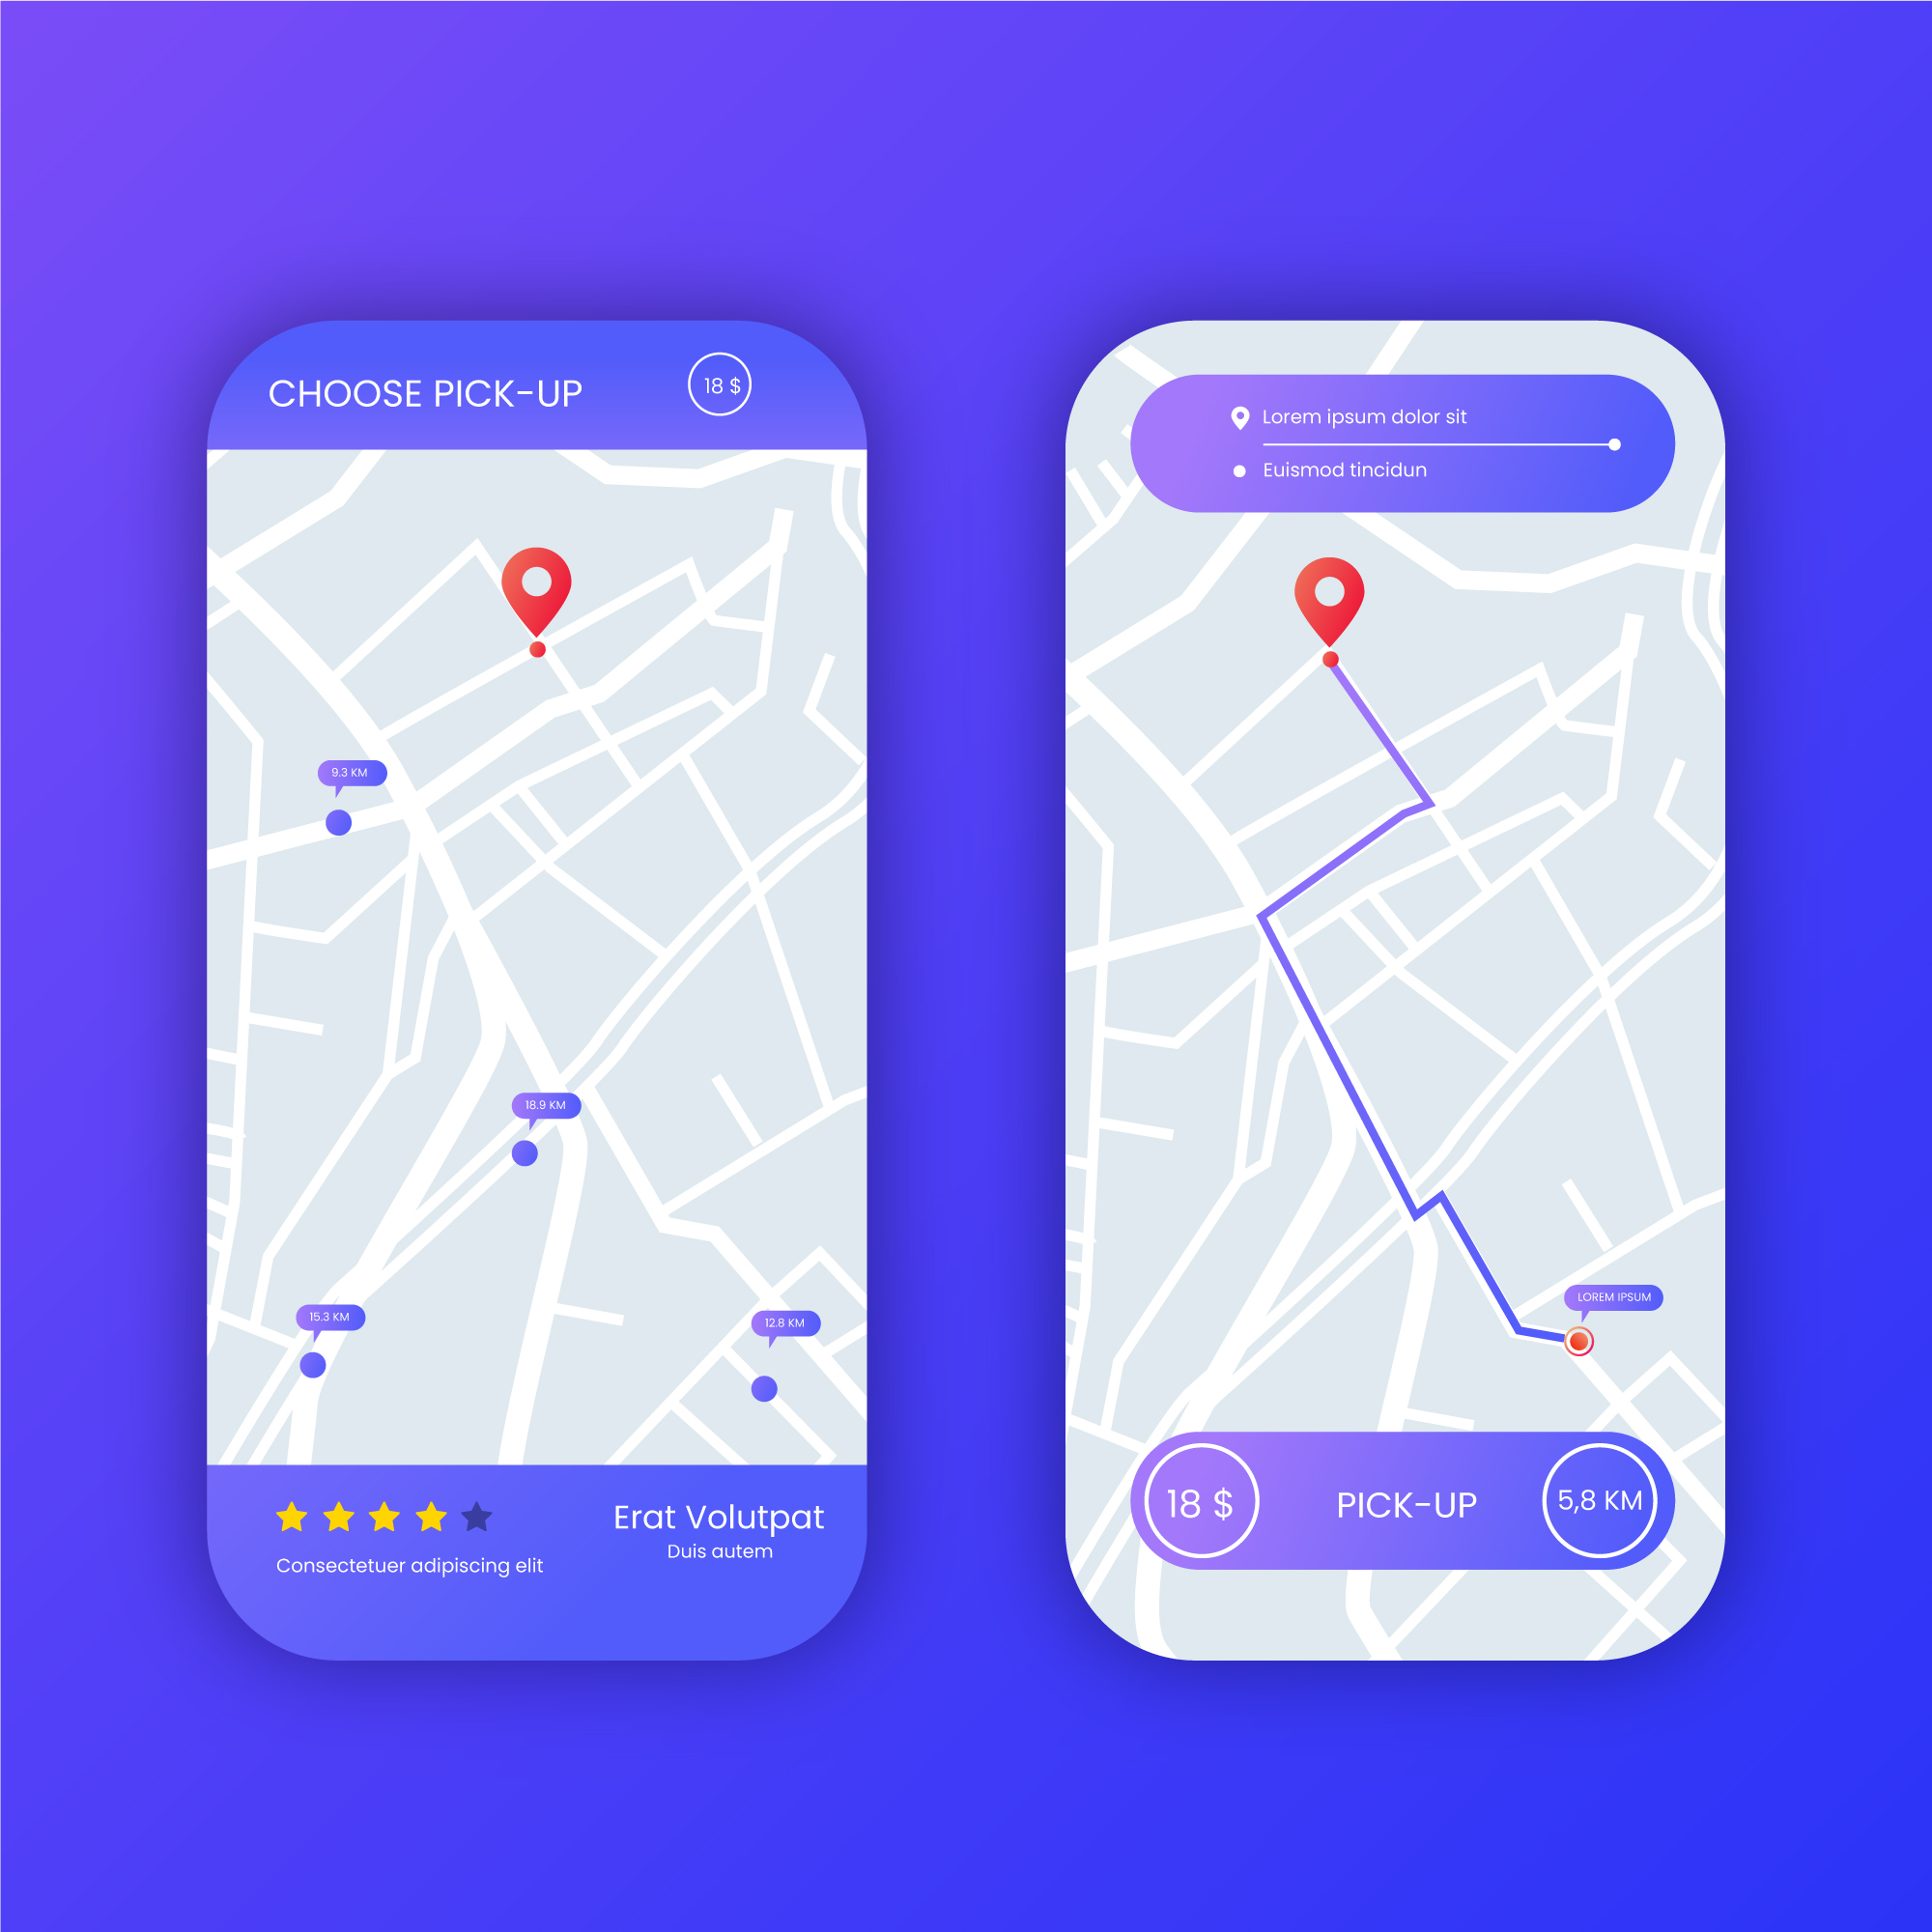 CHOOSE PICK-UP
18 $
9.3 KM
18.9 KM
15.3 KM
12.8 KM
Consectetuer adipiscing elit
Erat Volutpat
Duis autem
Lorem ipsum dolor sit
Euismod tincidun
LOREM IPSUM
18 $
PICK-UP
5,8 KM